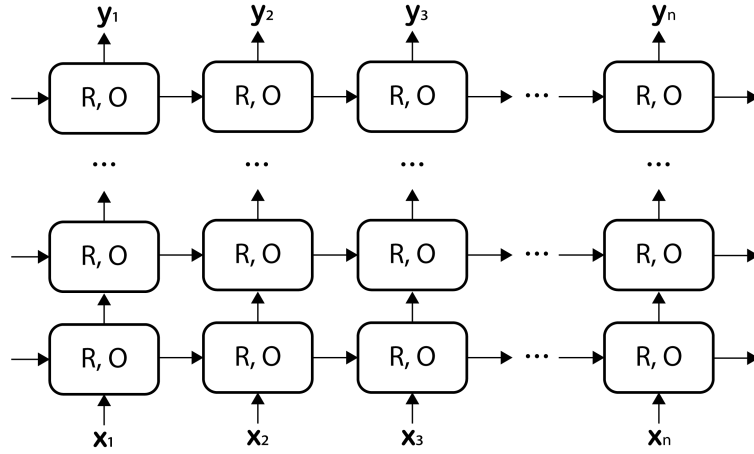 y1 y2 y3 yn
R, O R, O R, O ... R, O
... ... ... ...
R, O R, O R, O ... R, O
R, O R, O R, O ... R, O
x1 x2 x3 xn